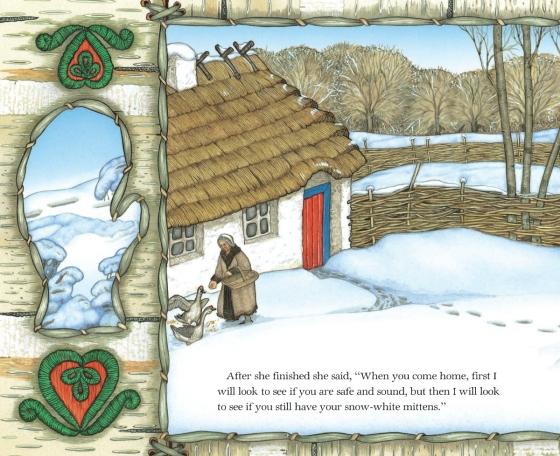 After she finished she said, “When you come home, first I
will look to see if you are safe and sound, but then I will look
to see if you still have your snow-white mittens.”